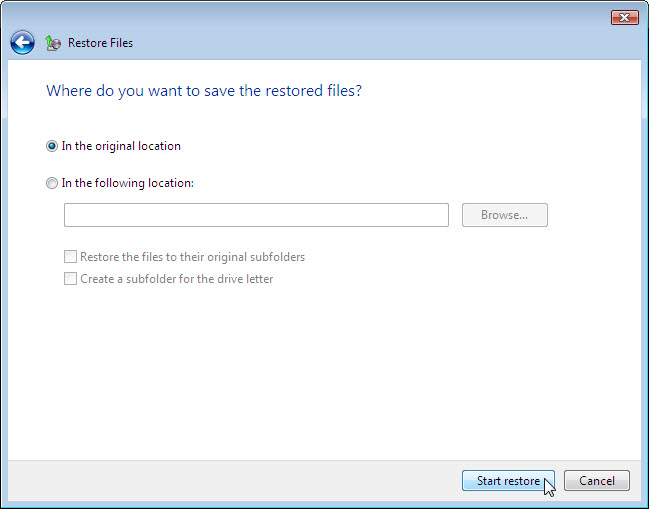 Restore Files
Where do you want to save the restored files?
In the original location
In the following location:
Browse...
Restore the files to their original subfolders
Create a subfolder for the drive letter
Start restore
Cancel